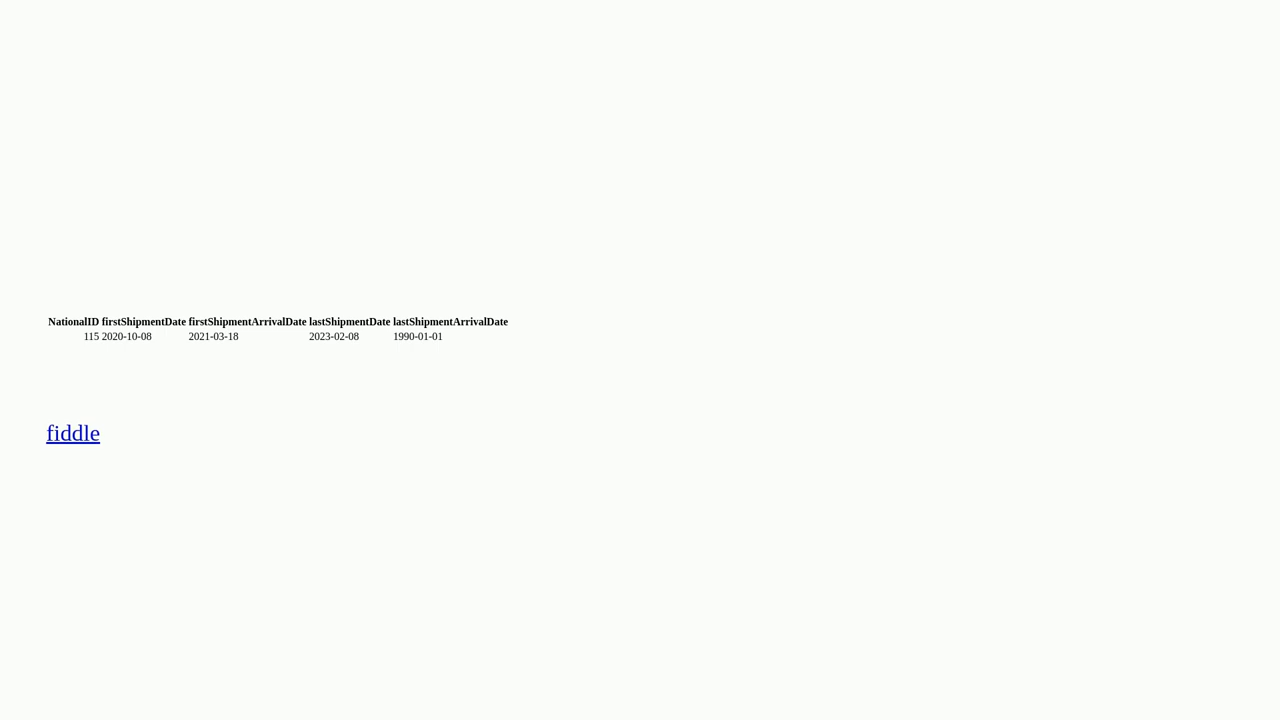 NationalID firstShipmentDate firstShipmentArrivalDate lastShipmentDate lastShipmentArrivalDate
115 2020-10-08 2021-03-18 2023-02-08 1990-01-01
fiddle